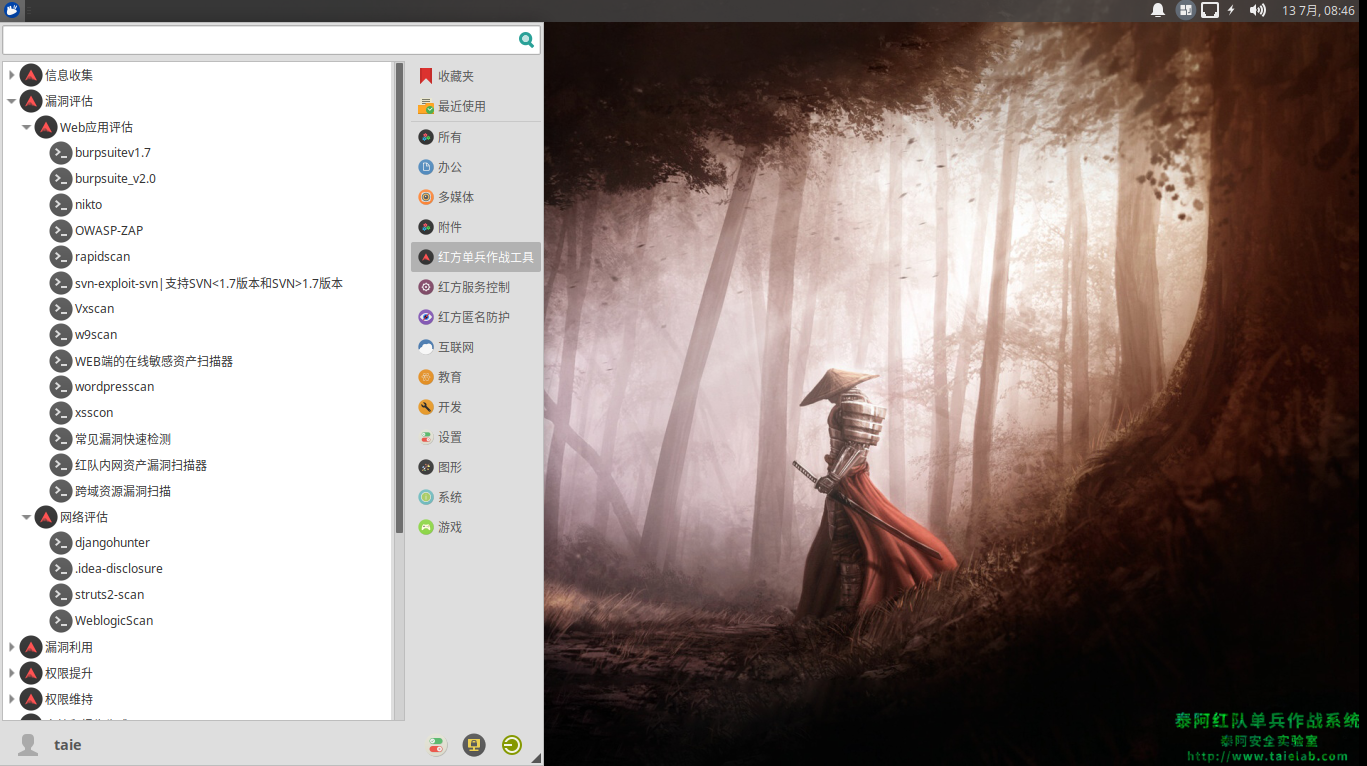 13 7月, 08:46
信息收集
漏洞评估
Web应用评估
burpsuitev1.7
burpsuite_v2.0
nikto
OWASP-ZAP
rapidscan
svn-exploit-svn|支持SVN<1.7版本和SVN>1.7版本
Vxscan
w9scan
WEB端的在线敏感资产扫描器
wordpresscan
xsscon
常见漏洞快速检测
红队内网资产漏洞扫描器
跨域资源漏洞扫描
网络评估
djangohunter
.idea-disclosure
struts2-scan
WeblogicScan
漏洞利用
权限提升
权限维持
收藏夹
最近使用
所有
办公
多媒体
附件
红方单兵作战工具
红方服务控制
红方匿名防护
互联网
教育
开发
设置
图形
系统
游戏
taie
泰阿红队单兵作战系统
泰阿安全实验室
http://www.taielab.com